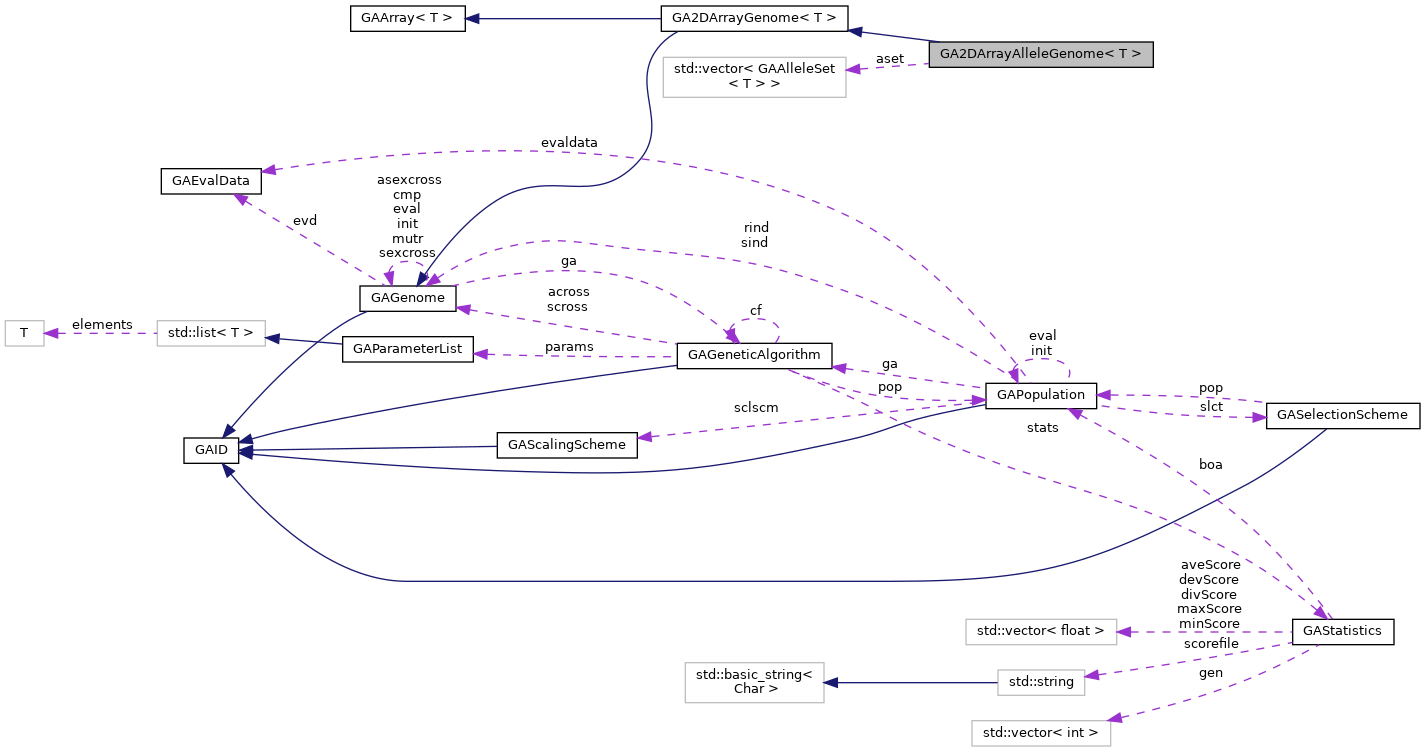 GAArray< T >
GA2DArrayGenome< T >
GA2DArrayAlleleGenome< T >
aset
std::vector< GAAlleleSet
< T > >
evaldata
GAEvalData
asexcross
cmp
eval
init
mutr
sexcross
evd
rind
sind
ga
GAGenome
across
scross
cf
T
elements
std::list< T >
GAParameterList
params
GAGeneticAlgorithm
eval
init
ga
pop
GAPopulation
pop
slct
GASelectionScheme
sclscm
GAID
GAScalingScheme
stats
boa
aveScore
devScore
divScore
maxScore
minScore
std::vector< float >
GAStatistics
scorefile
std::basic_string<
Char >
std::string
gen
std::vector< int >